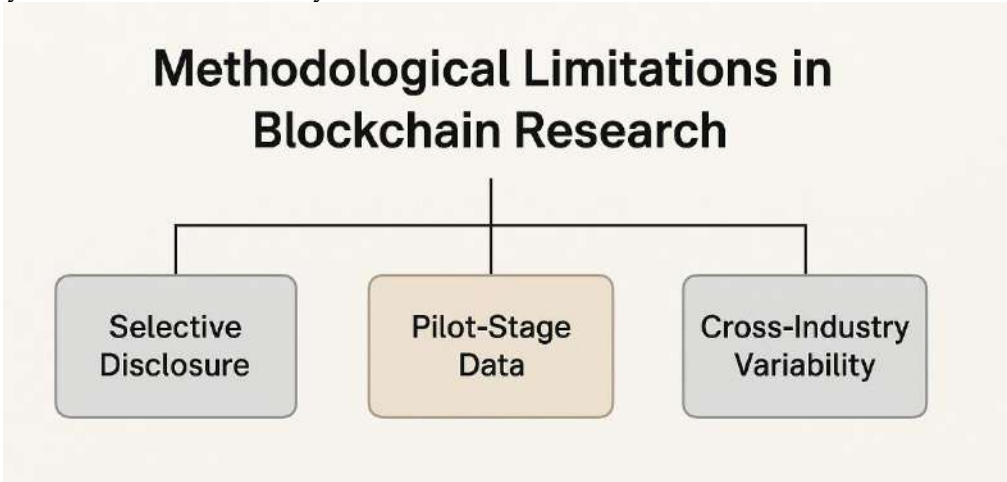 Methodological Limitations in
Blockchain Research
Selective
Disclosure
Pilot-Stage
Data
Cross-Industry
Variability